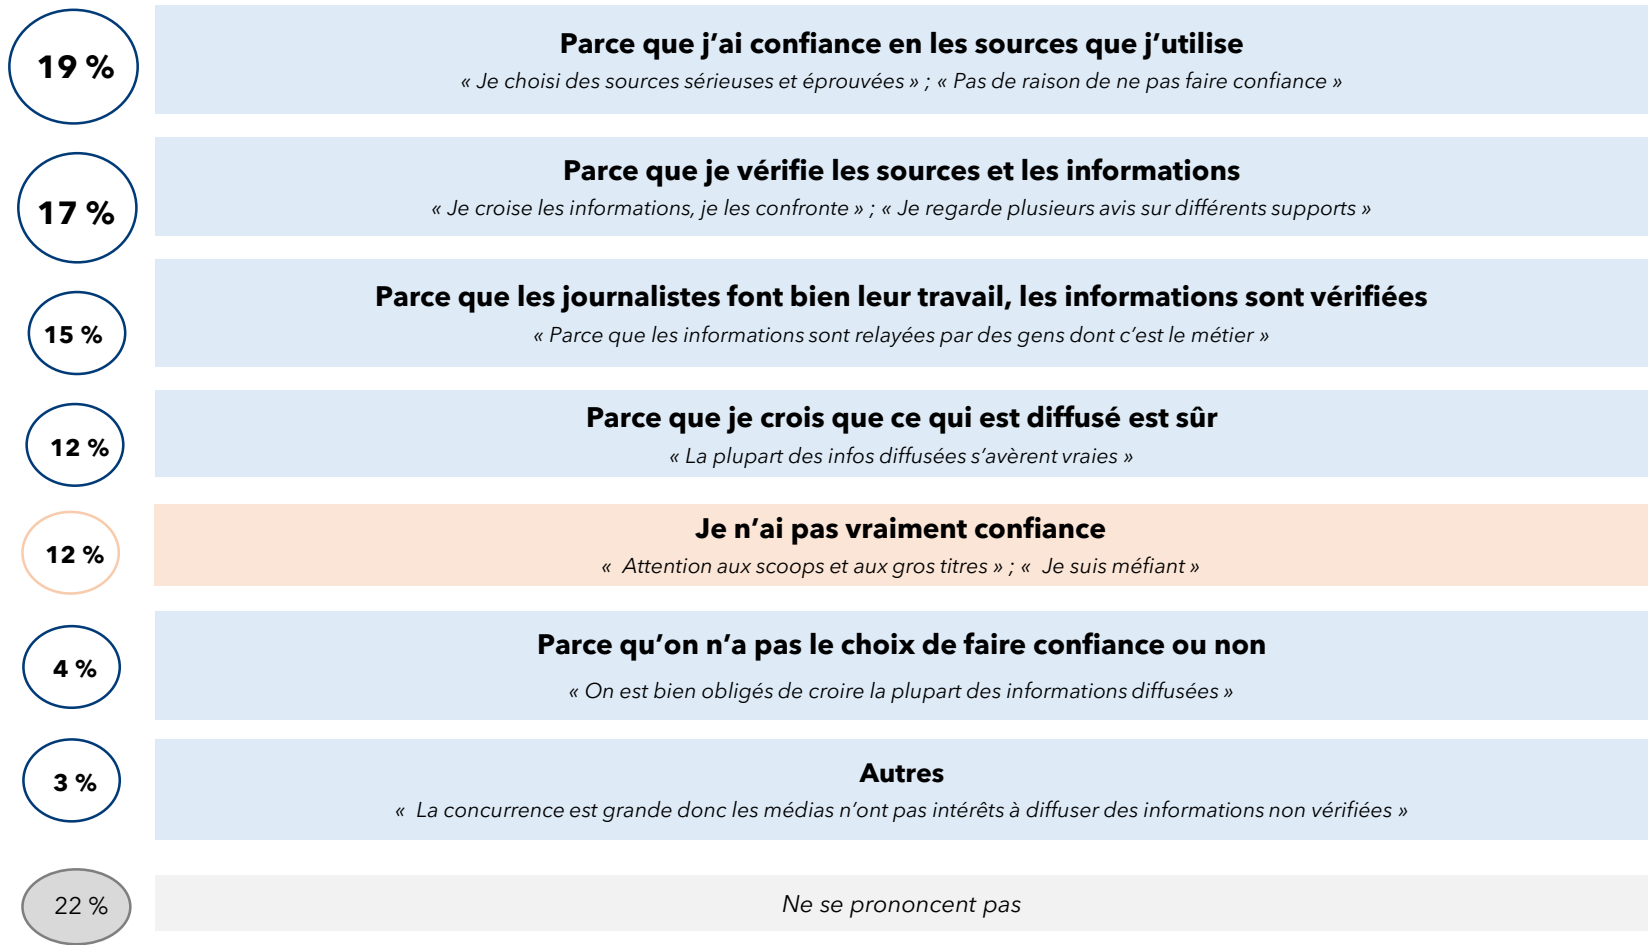 19 %
Parce que j’ai confiance en les sources que j’utilise
« Je choisi des sources sérieuses et éprouvées » ; « Pas de raison de ne pas faire confiance »
17 %
Parce que je vérifie les sources et les informations
« Je croise les informations, je les confronte » ; « Je regarde plusieurs avis sur différents supports »
15 %
Parce que les journalistes font bien leur travail, les informations sont vérifiées
« Parce que les informations sont relayées par des gens dont c’est le métier »
12 %
Parce que je crois que ce qui est diffusé est sûr
« La plupart des infos diffusées s’avèrent vraies »
12 %
Je n’ai pas vraiment confiance
« Attention aux scoops et aux gros titres » ; « Je suis méfiant »
4 %
Parce qu’on n’a pas le choix de faire confiance ou non
« On est bien obligés de croire la plupart des informations diffusées »
3 %
Autres
« La concurrence est grande donc les médias n’ont pas intérêts à diffuser des informations non vérifiées »
22 %
Ne se prononcent pas